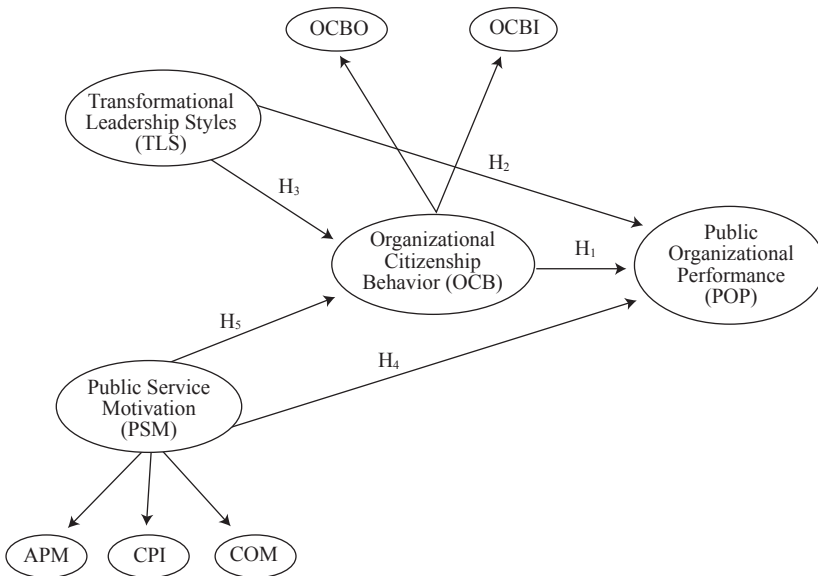 OCBO
OCBI
Transformational
Leadership Styles
(TLS)
H₂
H₃
Organizational
Citizenship
Behavior (OCB)
H₁
Public
Organizational
Performance
(POP)
H₅
H₄
Public Service
Motivation
(PSM)
APM
CPI
COM